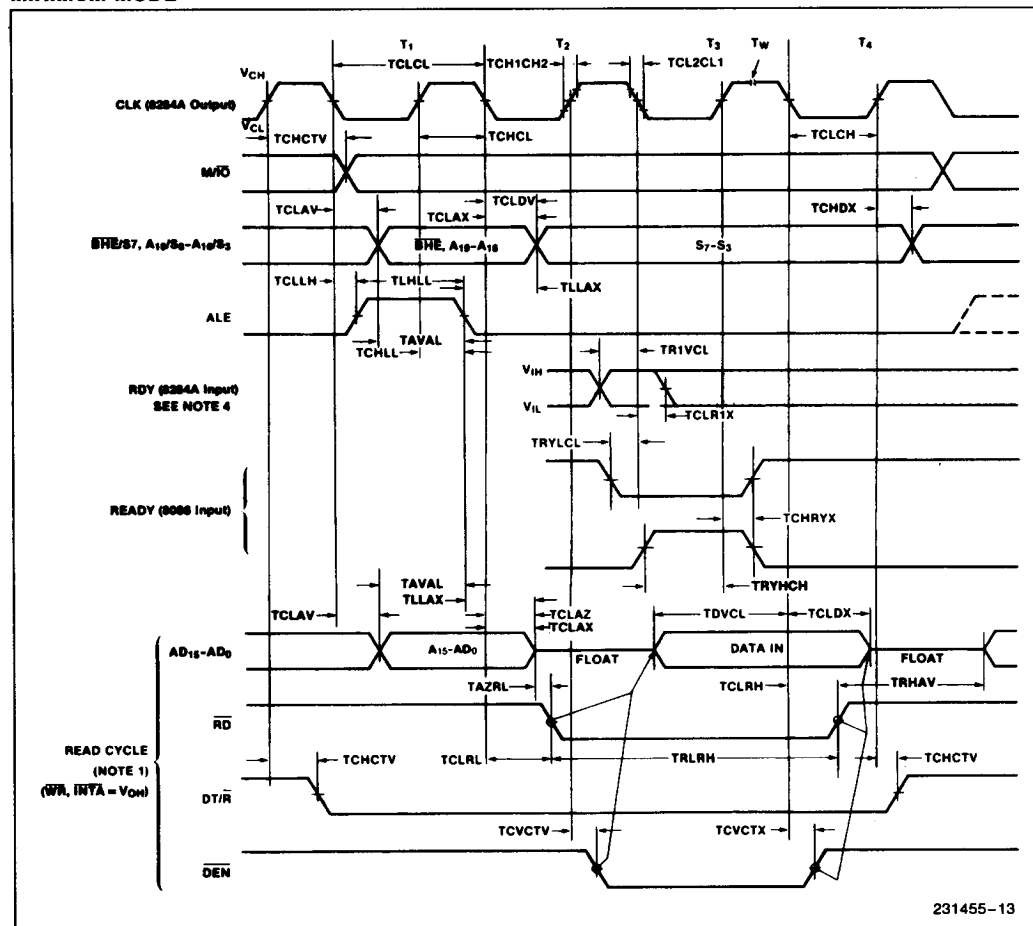 T1 T2 T3 TW T4
TCLCL TCH1CH2 TCL2CL1
VCH
CLK (8284A Output)
VCL
TCHCTV TCHCL TCLCH
M/IO
TCLAV TCLDV TCHDX
TCLAX
BHE/S7, A19/S6-A16/S3 BHE, A19-A16 S7-S3
TCLLH TLHLL TLLAX
ALE
TAVAL
TCHLL TR1VCL
VIH
RDY (8284A Input)
SEE NOTE 4
VIL
TCLR1X
TRYLCL
READY (8086 Input)
TCHRYX
TAVAL TRYHCH
TLLAX
TCLAV TCLAZ TDVCL TCLDX
TCLAX
AD15-AD0 A15-AD0 FLOAT DATA IN FLOAT
TAZRL TCLRH TRHAV
RD
READ CYCLE
(NOTE 1)
(WR, INTA = VOH)
TCHCTV TCLRL TRLRH TCHCTV
DT/R
TCVCTV TCVCTX
DEN
231455-13